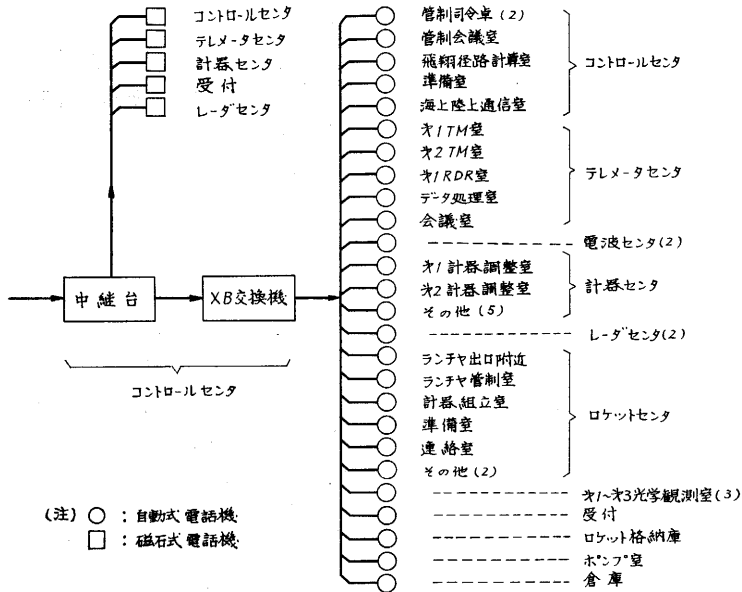 コントロールセンタ
テレメータセンタ
計器センタ
受付
レーダセンタ
中継台
XB交換機
コントロールセンタ
管制司令卓(2)
管制会議室
飛翔径路計算室
準備室
海上陸上通信室
コントロールセンタ
才1TM室
才2TM室
才1RDR室
データ処理室
会議室
テレメータセンタ
電波センタ(2)
才1計器調整室
才2計器調整室
その他(5)
計器センタ
レーダセンタ(2)
ランチャ出口附近
ランチャ管制室
計器組立室
準備室
連絡室
その他(2)
ロケットセンタ
才1~才3光学観測室(3)
受付
ロケット格納庫
ポンプ室
倉庫
(注) ○ : 自動式電話機
□ : 磁石式電話機